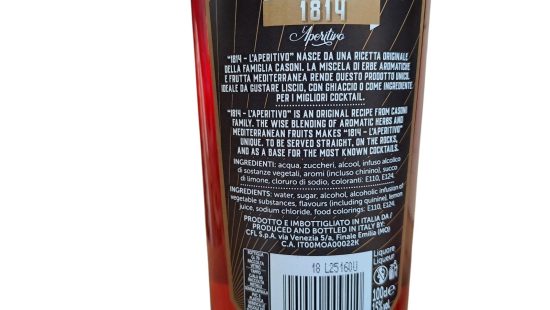 1814
Aperitivo
"1814 - L'APERITIVO" NASCE DA UNA RICETTA ORIGINALE
DELLA FAMIGLIA CASONI. LA MISCELA DI ERBE AROMATICHE
E FRUTTA MEDITERRANEA RENDE QUESTO PRODOTTO UNICO.
IDEALE DA GUSTARE LISCIO, CON GHIACCIO O COME INGREDIENTE
PER I MIGLIORI COCKTAIL.
"1814 - L'APERITIVO" IS AN ORIGINAL RECIPE FROM CASONI
FAMILY. THE WISE BLENDING OF AROMATIC HERBS AND
MEDITERRANEAN FRUITS MAKES "1814 - L'APERITIVO"
UNIQUE. TO BE SERVED STRAIGHT, ON THE ROCKS,
AND AS A BASE FOR THE MOST KNOWN COCKTAILS.
INGREDIENTI: acqua, zuccheri, alcool, infuso alcolico
di sostanze vegetali, aromi (incluso chinino), succo
di limone, cloruro di sodio, coloranti: E110, E124.
INGREDIENTS: water, sugar, alcohol, alcoholic infusion of
vegetable substances, flavours (including quinine), lemon
juice, sodium chloride, food colorings: E110, E124.
PRODOTTO E IMBOTTIGLIATO IN ITALIA DA /
PRODUCED AND BOTTLED IN ITALY BY:
CFL S.p.A. via Venezia 5/a, Finale Emilia (MO)
C.A. IT00MOA00022K
18 L25160U
Liquore
Liqueur
100cl e
15% vol